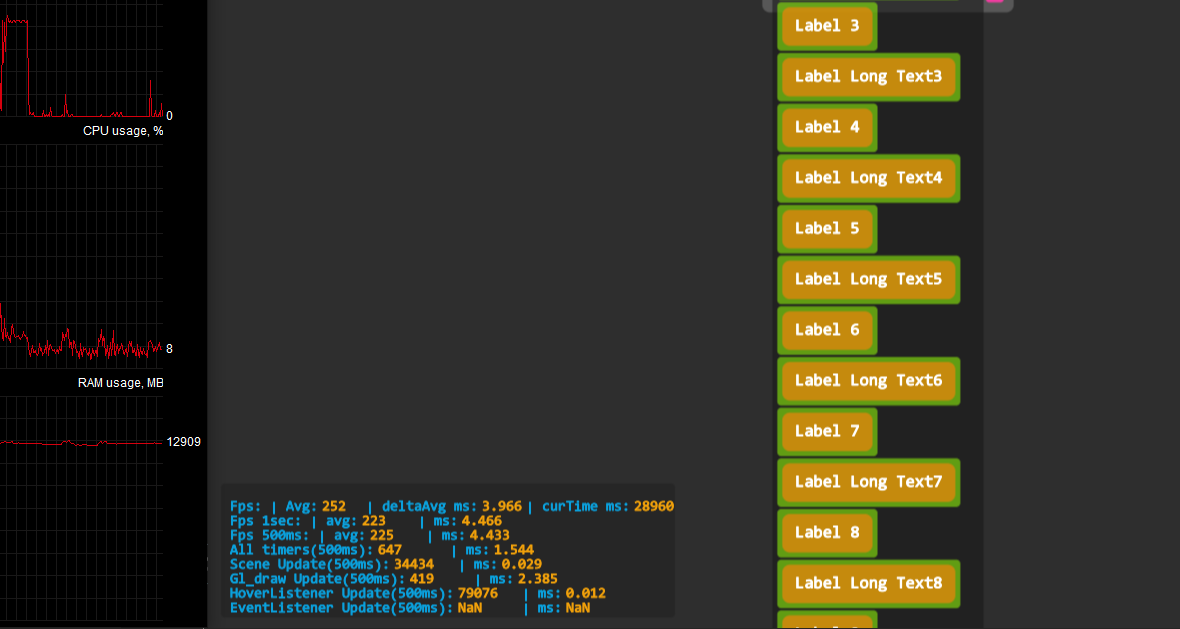 0
CPU usage, %
8
RAM usage, MB
12909
Fps: | Avg: 252 | deltaAvg ms: 3.966 | curTime ms: 28960
Fps 1sec: | avg: 223 | ms: 4.466
Fps 500ms: | avg: 225 | ms: 4.433
All timers(500ms): 647 | ms: 1.544
Scene Update(500ms): 34434 | ms: 0.029
Gl_draw Update(500ms): 419 | ms: 2.385
HoverListener Update(500ms): 79076 | ms: 0.012
EventListener Update(500ms): NaN | ms: NaN
Label 3
Label Long Text3
Label 4
Label Long Text4
Label 5
Label Long Text5
Label 6
Label Long Text6
Label 7
Label Long Text7
Label 8
Label Long Text8